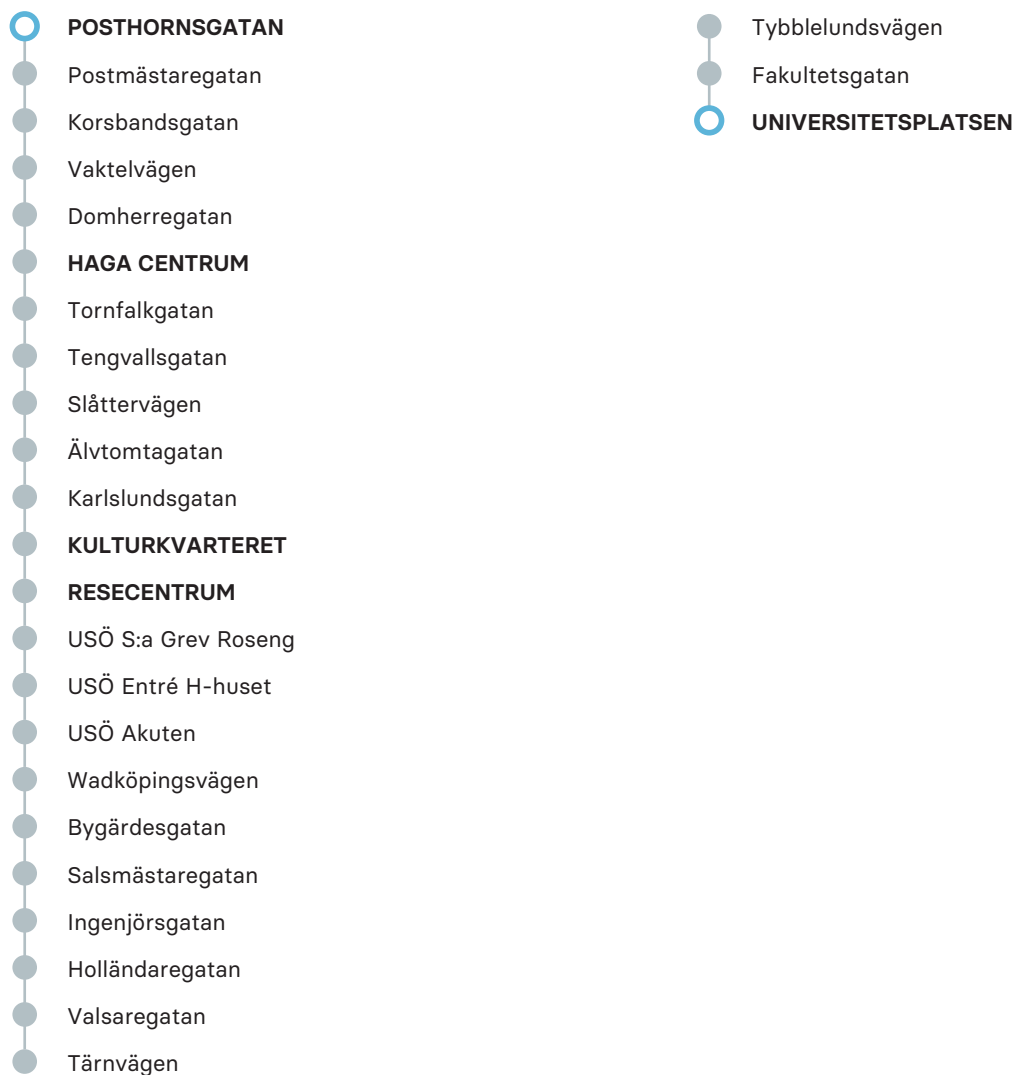 POSTHORNSGATAN
Postmästaregatan
Korsbandsgatan
Vaktelvägen
Domherregatan
HAGA CENTRUM
Tornfalkgatan
Tengvallsgatan
Slåttervägen
Älvtomtagatan
Karlslundsgatan
KULTURKVARTERET
RESECENTRUM
USÖ S:a Grev Roseng
USÖ Entré H-huset
USÖ Akuten
Wadköpingsvägen
Bygärdesgatan
Salsmästaregatan
Ingenjörsgatan
Holländaregatan
Valsaregatan
Tärnvägen
Tybblelundsvägen
Fakultetsgatan
UNIVERSITETSPLATSEN